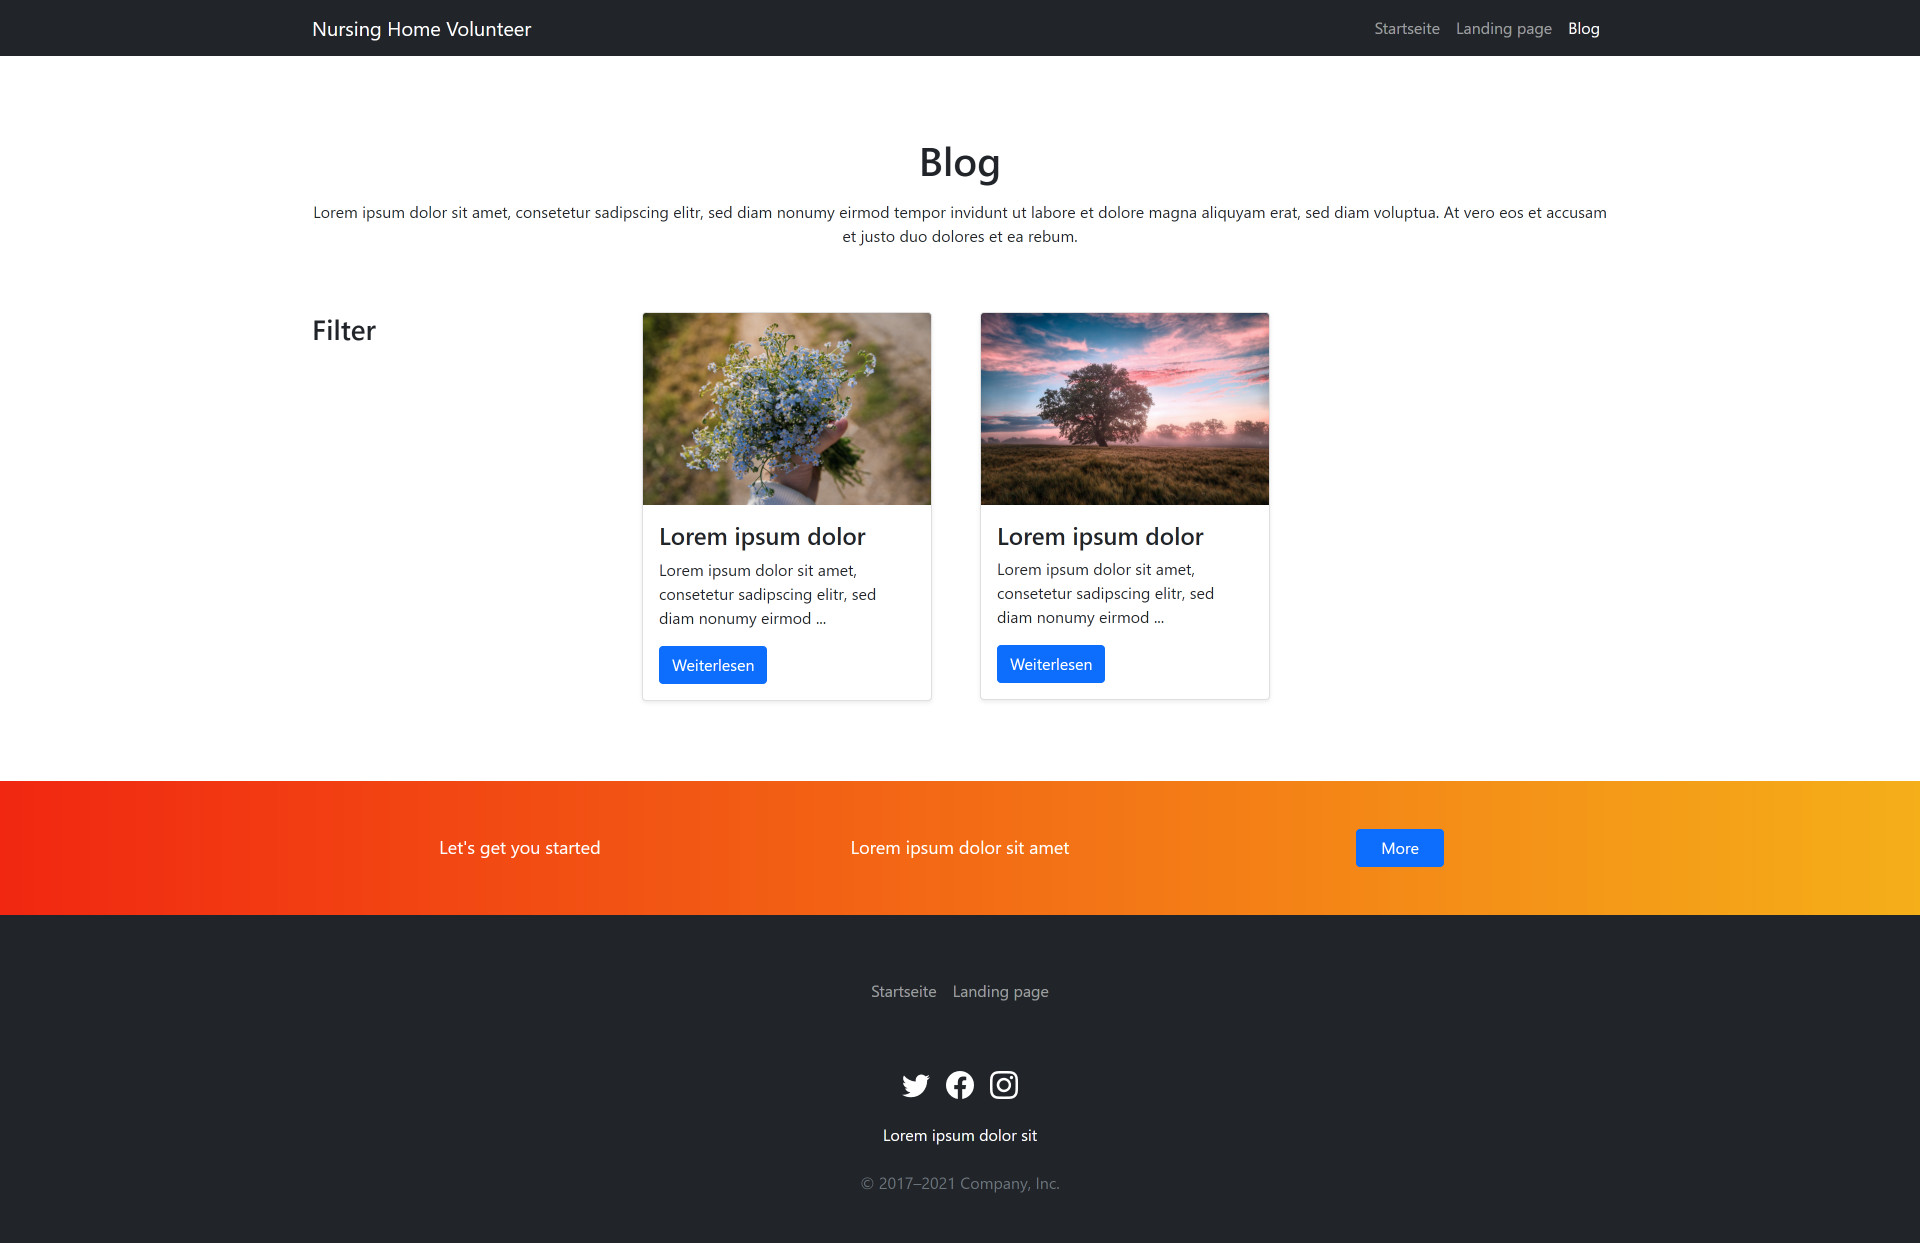 Nursing Home Volunteer
Startseite Landing page Blog
Blog
Lorem ipsum dolor sit amet, consetetur sadipscing elitr, sed diam nonumy eirmod tempor invidunt ut labore et dolore magna aliquyam erat, sed diam voluptua. At vero eos et accusam
et justo duo dolores et ea rebum.
Filter
Lorem ipsum dolor
Lorem ipsum dolor sit amet,
consetetur sadipscing elitr, sed
diam nonumy eirmod ...
Weiterlesen
Lorem ipsum dolor
Lorem ipsum dolor sit amet,
consetetur sadipscing elitr, sed
diam nonumy eirmod ...
Weiterlesen
Let's get you started
Lorem ipsum dolor sit amet
More
Startseite Landing page
Lorem ipsum dolor sit
© 2017–2021 Company, Inc.